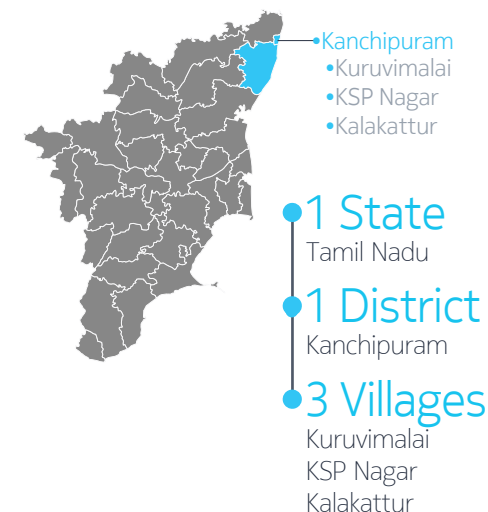 •Kanchipuram
•Kuruvimalai
•KSP Nagar
•Kalakattur
1 State
Tamil Nadu
1 District
Kanchipuram
3 Villages
Kuruvimalai
KSP Nagar
Kalakattur